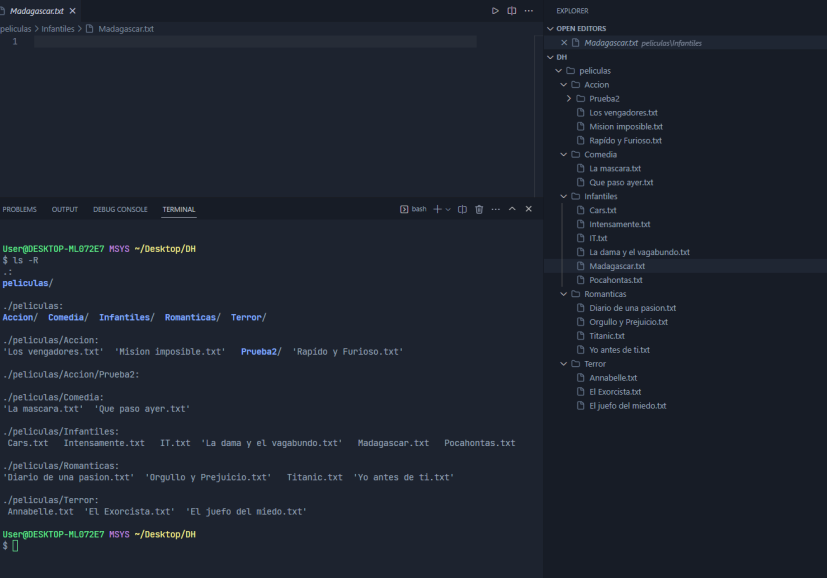 Madagascar.txt
peliculas > Infantiles > Madagascar.txt
1
PROBLEMS OUTPUT DEBUG CONSOLE TERMINAL
bash
User@DESKTOP-ML072E7 MSYS ~/Desktop/DH
$ ls -R
.:
peliculas/
./peliculas:
Accion/ Comedia/ Infantiles/ Romanticas/ Terror/
./peliculas/Accion:
'Los vengadores.txt' 'Mision imposible.txt' Prueba2/ 'Rapido y Furioso.txt'
./peliculas/Accion/Prueba2:
./peliculas/Comedia:
'La mascara.txt' 'Que paso ayer.txt'
./peliculas/Infantiles:
Cars.txt Intensamente.txt IT.txt 'La dama y el vagabundo.txt' Madagascar.txt Pocahontas.txt
./peliculas/Romanticas:
'Diario de una pasion.txt' 'Orgullo y Prejuicio.txt' Titanic.txt 'Yo antes de ti.txt'
./peliculas/Terror:
Annabelle.txt 'El Exorcista.txt' 'El juefo del miedo.txt'
User@DESKTOP-ML072E7 MSYS ~/Desktop/DH
$
EXPLORER
OPEN EDITORS
Madagascar.txt peliculas\Infantiles
DH
peliculas
Accion
Prueba2
Los vengadores.txt
Mision imposible.txt
Rapido y Furioso.txt
Comedia
La mascara.txt
Que paso ayer.txt
Infantiles
Cars.txt
Intensamente.txt
IT.txt
La dama y el vagabundo.txt
Madagascar.txt
Pocahontas.txt
Romanticas
Diario de una pasion.txt
Orgullo y Prejuicio.txt
Titanic.txt
Yo antes de ti.txt
Terror
Annabelle.txt
El Exorcista.txt
El juefo del miedo.txt